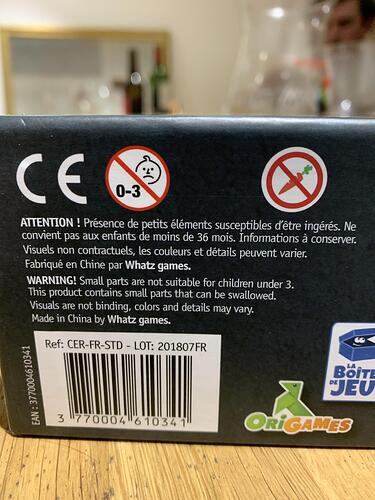 CE
0-3
ATTENTION ! Présence de petits éléments susceptibles d'être ingérés. Ne
convient pas aux enfants de moins de 36 mois. Informations à conserver.
Visuels non contractuels, les couleurs et détails peuvent varier.
Fabriqué en Chine par Whatz games.
WARNING! Small parts are not suitable for children under 3.
This product contains small parts that can be swallowed.
Visuals are not binding, colors and details may vary.
Made in China by Whatz games.
Ref: CER-FR-STD - LOT: 201807FR
EAN : 3770004610341
3 770004 610341
ORIGAMES
LA
BOÎTE
DE JEU